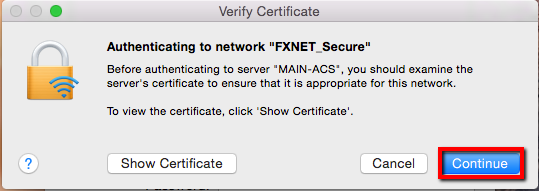 Verify Certificate
Authenticating to network "FXNET_Secure"
Before authenticating to server "MAIN-ACS", you should examine the
server's certificate to ensure that it is appropriate for this network.
To view the certificate, click 'Show Certificate'.
? Show Certificate Cancel Continue